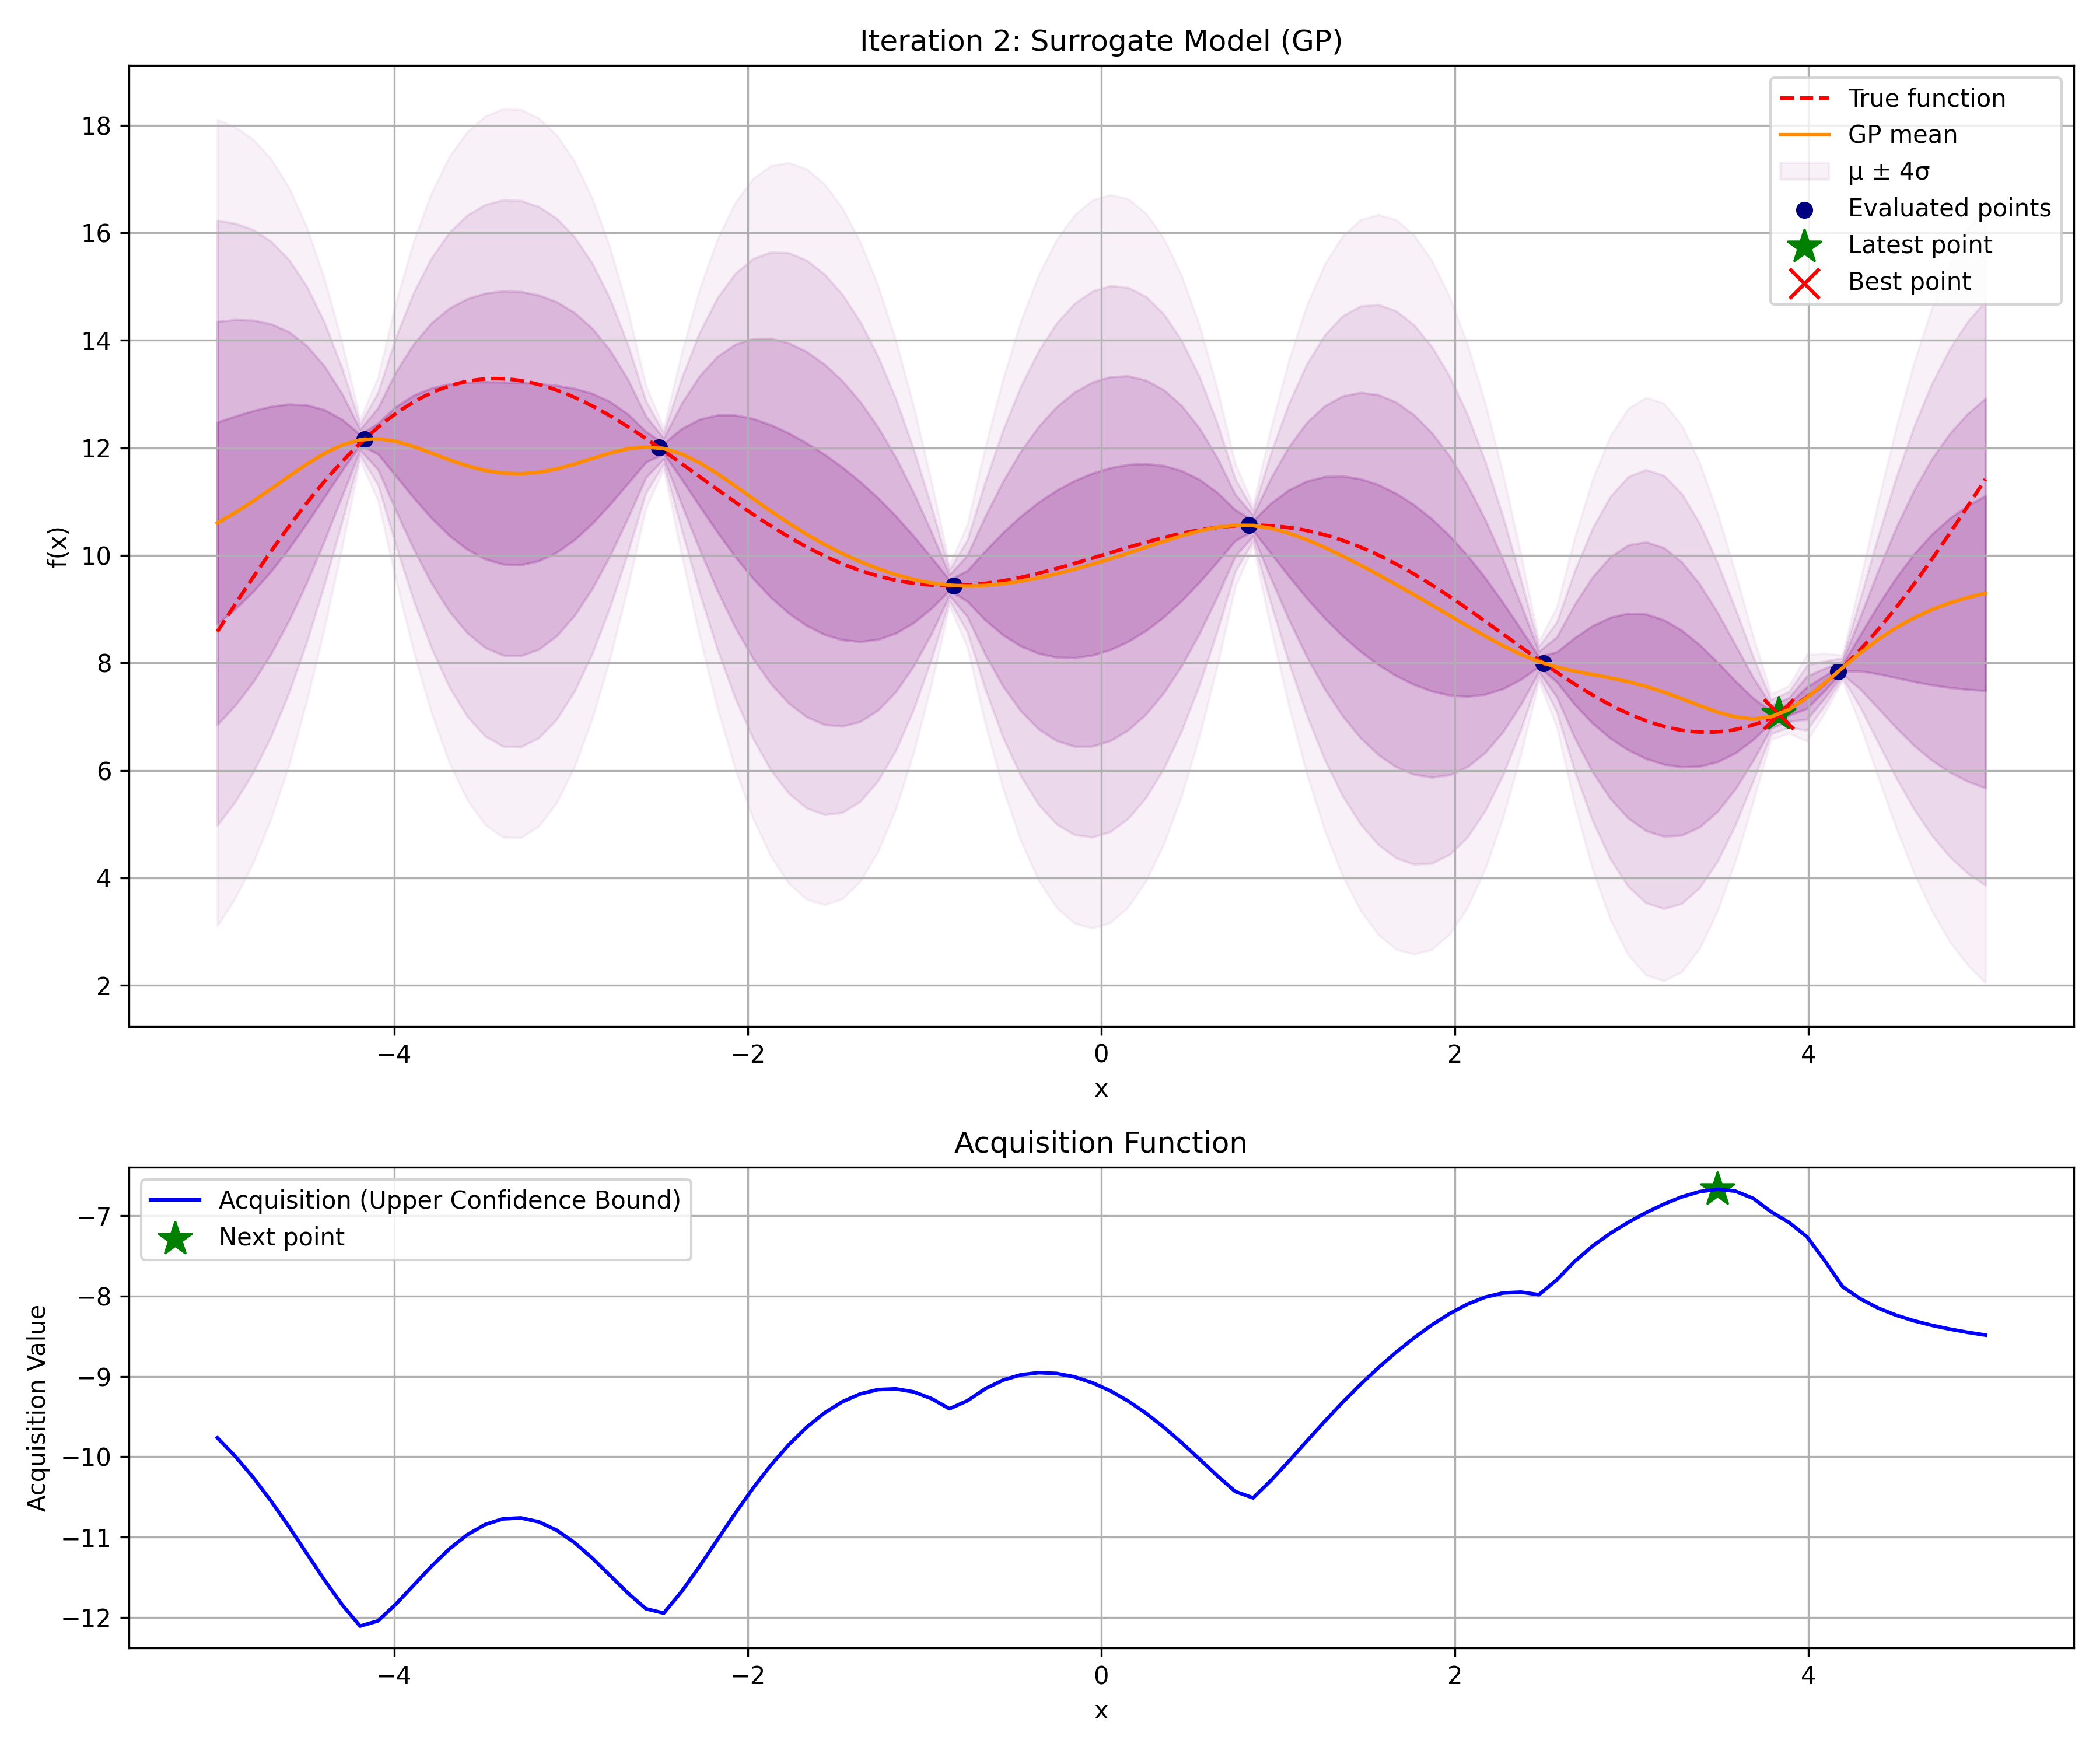 Iteration 2: Surrogate Model (GP)
True function
GP mean
μ ± 4σ
Evaluated points
Latest point
Best point
18
16
14
12
10
8
6
4
2
f(x)
−4
−2
0
2
4
x
Acquisition Function
Acquisition (Upper Confidence Bound)
Next point
−7
−8
−9
−10
−11
−12
Acquisition Value
−4
−2
0
2
4
x